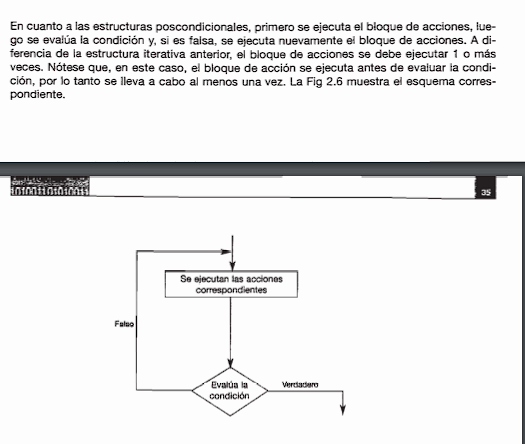 En cuanto a las estructuras poscondicionales, primero se ejecuta el bloque de acciones, lue-
go se evalúa la condición y, si es falsa, se ejecuta nuevamente el bloque de acciones. A di-
ferencia de la estructura iterativa anterior, el bloque de acciones se debe ejecutar 1 o más
veces. Nótese que, en este caso, el bloque de acción se ejecuta antes de evaluar la condi-
ción, por lo tanto se lleva a cabo al menos una vez. La Fig 2.6 muestra el esquema corres-
pondiente.
35
Se ejecutan las acciones
correspondientes
Falso
Evalúa la
condición
Verdadero